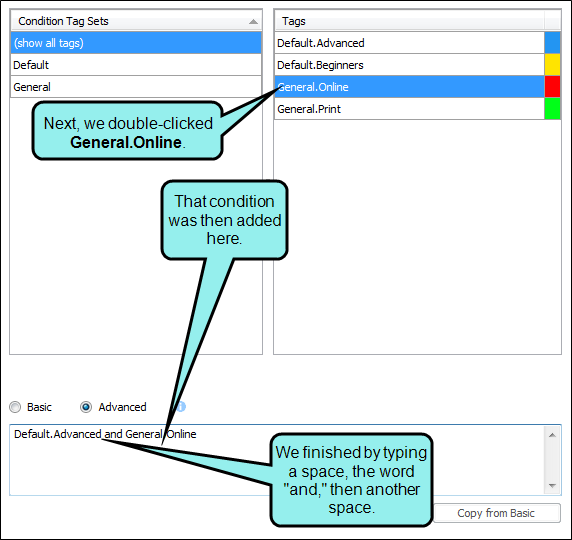 Condition Tag Sets
Tags
(show all tags)
Default
General
Default.Advanced
Default.Beginners
General.Online
General.Print
Next, we double-clicked
General.Online.
That condition
was then added
here.
Basic
Advanced
Default.Advanced and General.Online
We finished by typing
a space, the word
"and," then another
space.
Copy from Basic